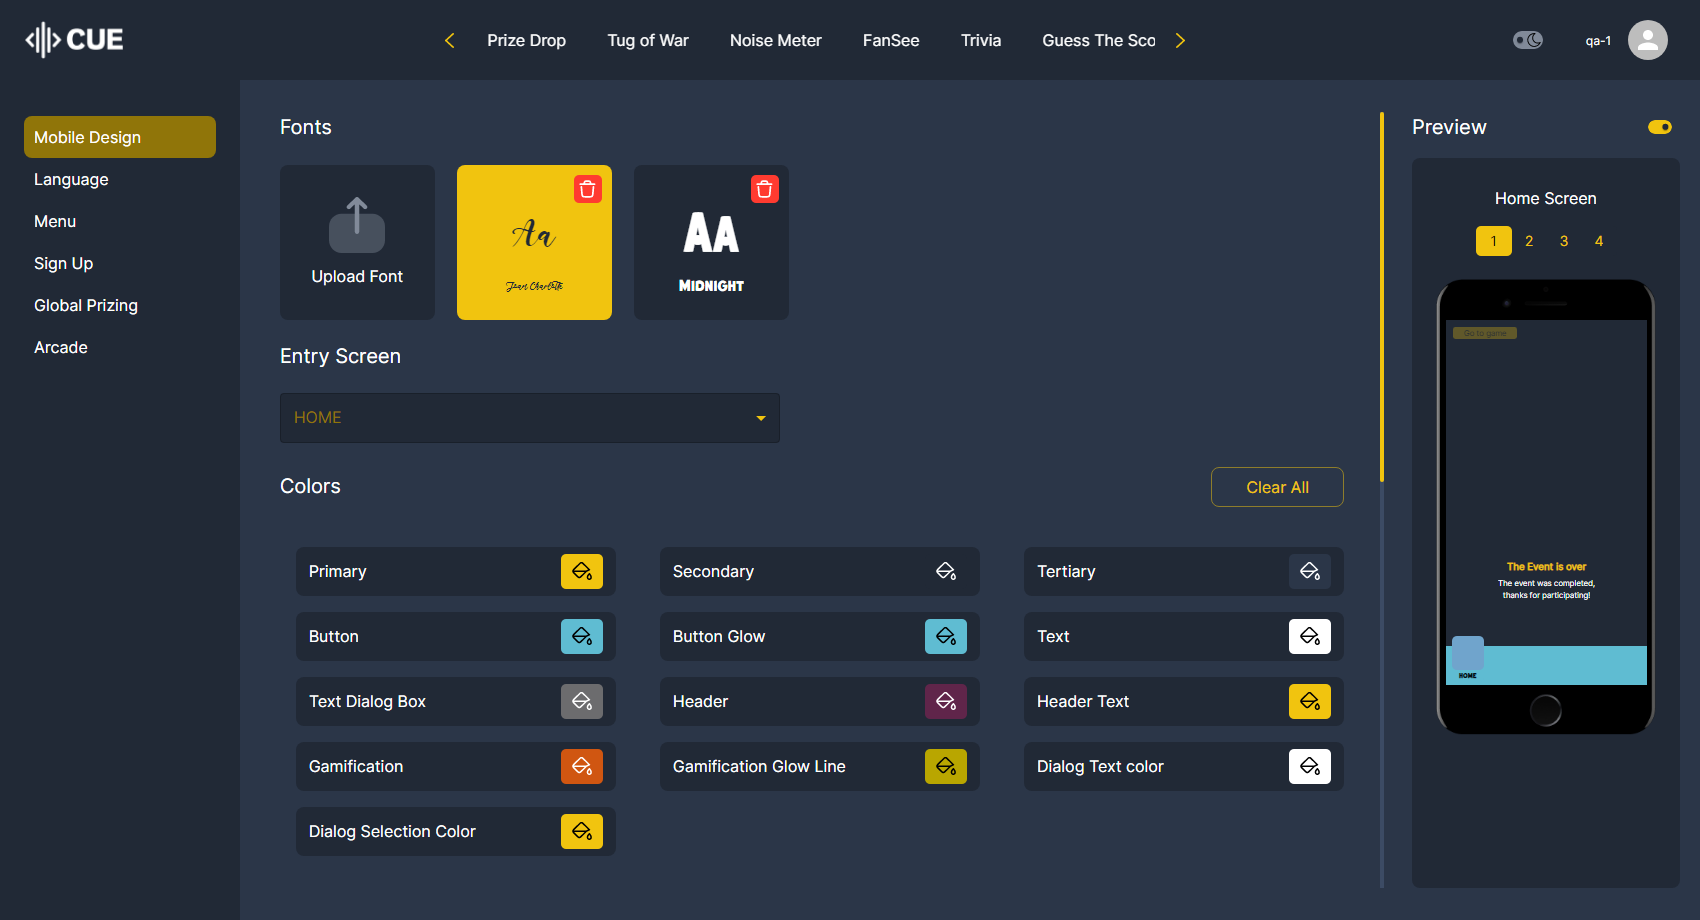 CUE
Prize Drop
Tug of War
Noise Meter
FanSee
Trivia
Guess The Sco
qa-1
Mobile Design
Language
Menu
Sign Up
Global Prizing
Arcade
Fonts
Upload Font
Aa
Jean Charlotte
AA
MIDNIGHT
Entry Screen
HOME
Colors
Clear All
Primary
Secondary
Tertiary
Button
Button Glow
Text
Text Dialog Box
Header
Header Text
Gamification
Gamification Glow Line
Dialog Text color
Dialog Selection Color
Preview
Home Screen
1 2 3 4
Go to game
The Event is over
The event was completed,
thanks for participating!
HOME